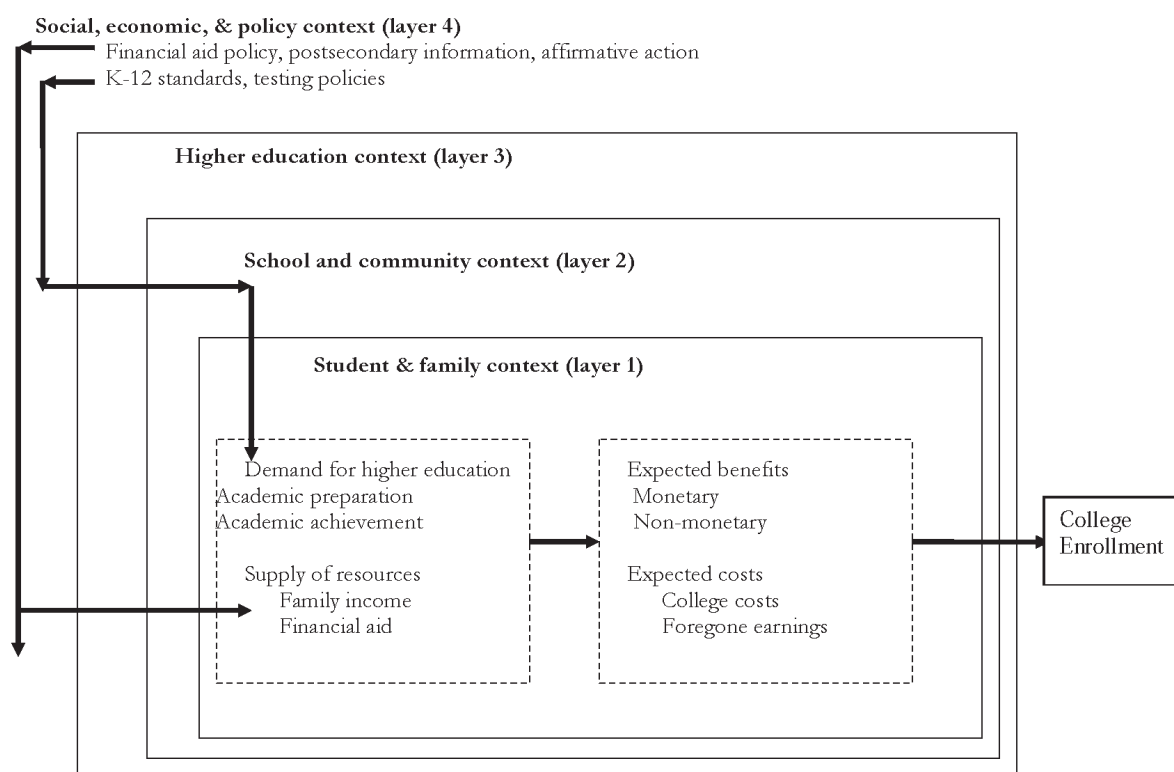 Social, economic, & policy context (layer 4)
Financial aid policy, postsecondary information, affirmative action
K-12 standards, testing policies
Higher education context (layer 3)
School and community context (layer 2)
Student & family context (layer 1)
Demand for higher education
Academic preparation
Academic achievement
Supply of resources
Family income
Financial aid
Expected benefits
Monetary
Non-monetary
Expected costs
College costs
Foregone earnings
College
Enrollment